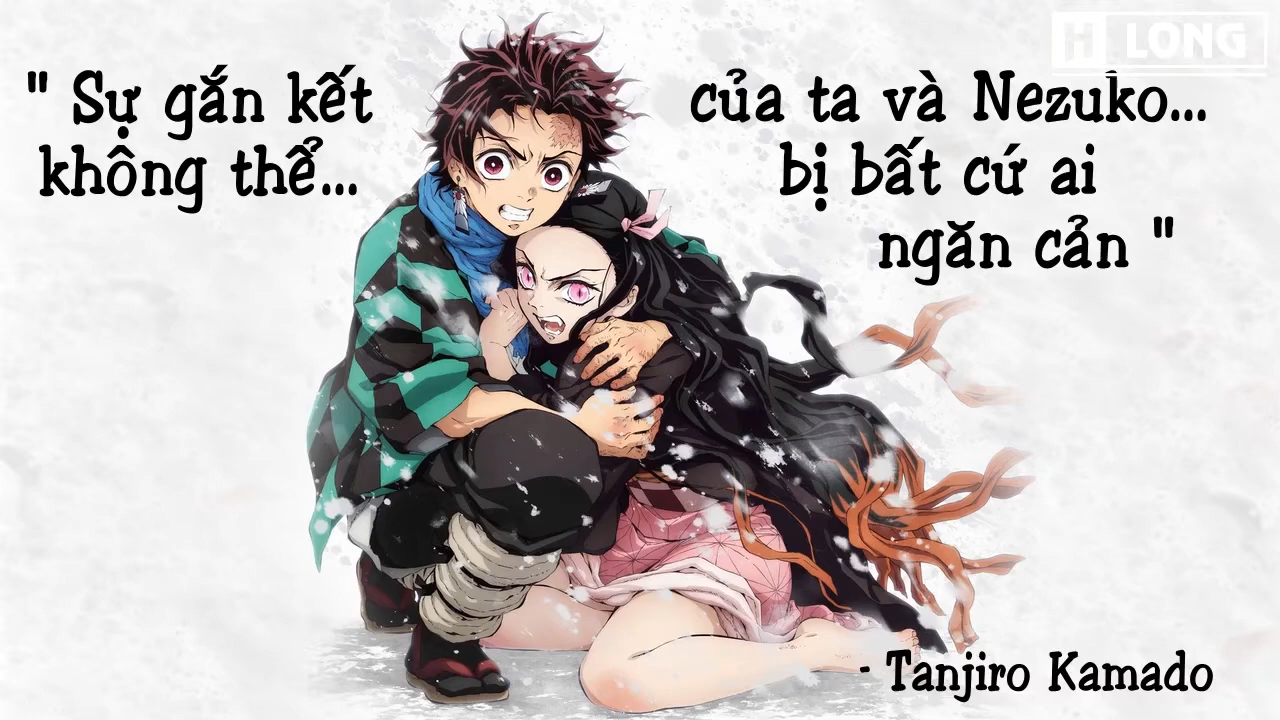 H LONG
" Sự gắn kết của ta và Nezuko...
không thể... bị bất cứ ai
ngăn cản "
- Tanjiro Kamado